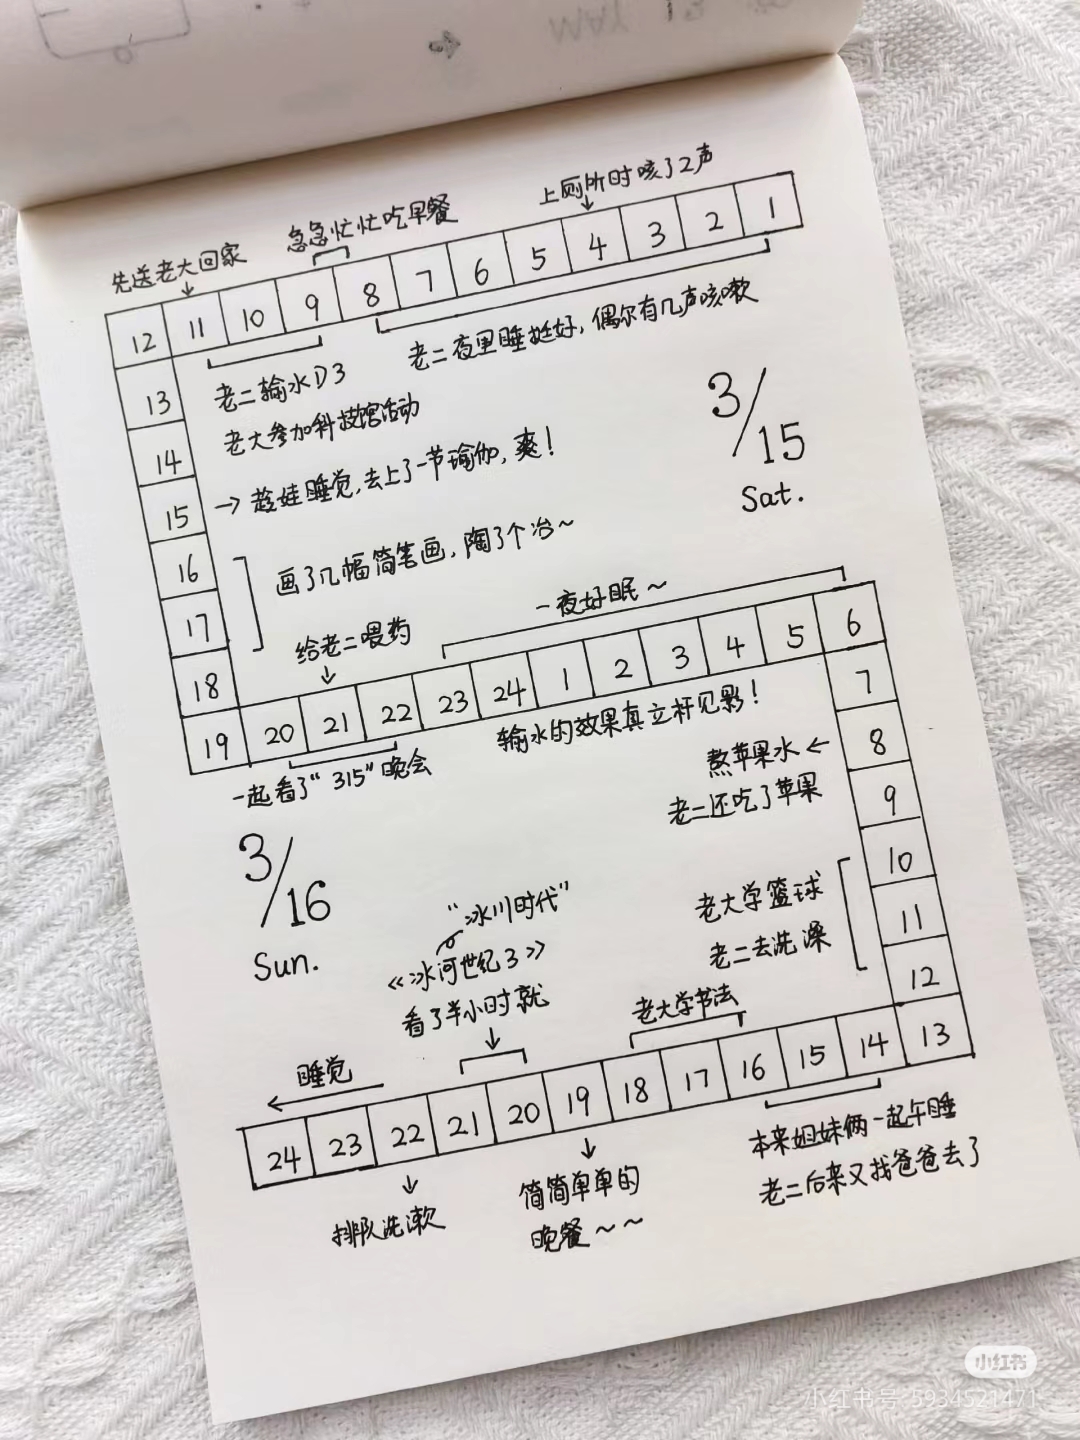 上厕所时咳了2声
急急忙忙吃早餐
先送老大回家
12 11 10 9 8 7 6 5 4 3 2 1
老二夜里睡挺好，偶尔有几声咳嗽
13
老二输水D3
老大参加科技馆活动
3/15
Sat.
14
15
→趁娃睡觉，去上了一节瑜伽，爽！
16
画了几幅简笔画，陶了个冶～
17
一夜好眠～
给老二喂药
18
19 20 21 22 23 24 1 2 3 4 5 6
输水的效果真立杆见影！
一起看了“315”晚会
7
8
熬苹果水←
老二还吃了苹果
9
3/16
Sun.
10
老大学篮球
11
老二去洗澡
12
“冰川时代”
《冰河世纪3》
看了半小时就
老大学书法
睡觉
24 23 22 21 20 19 18 17 16 15 14 13
本来姐妹俩一起午睡
老二后来又找爸爸去了
简简单单的
晚餐～～
排队洗漱
小红书
小红书号: 5934521471